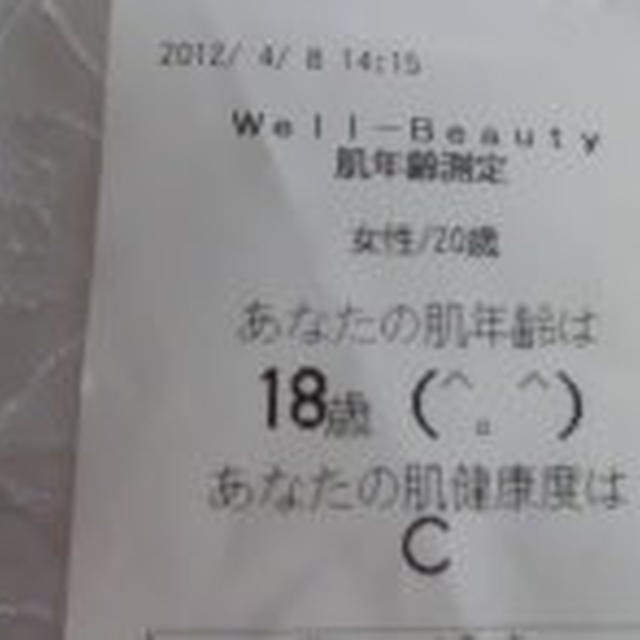 2012/ 4/ 8 14:15
Well－Beauty
肌年齢測定
女性/20歳
あなたの肌年齢は
18歳 (^。^)
あなたの肌健康度は
C